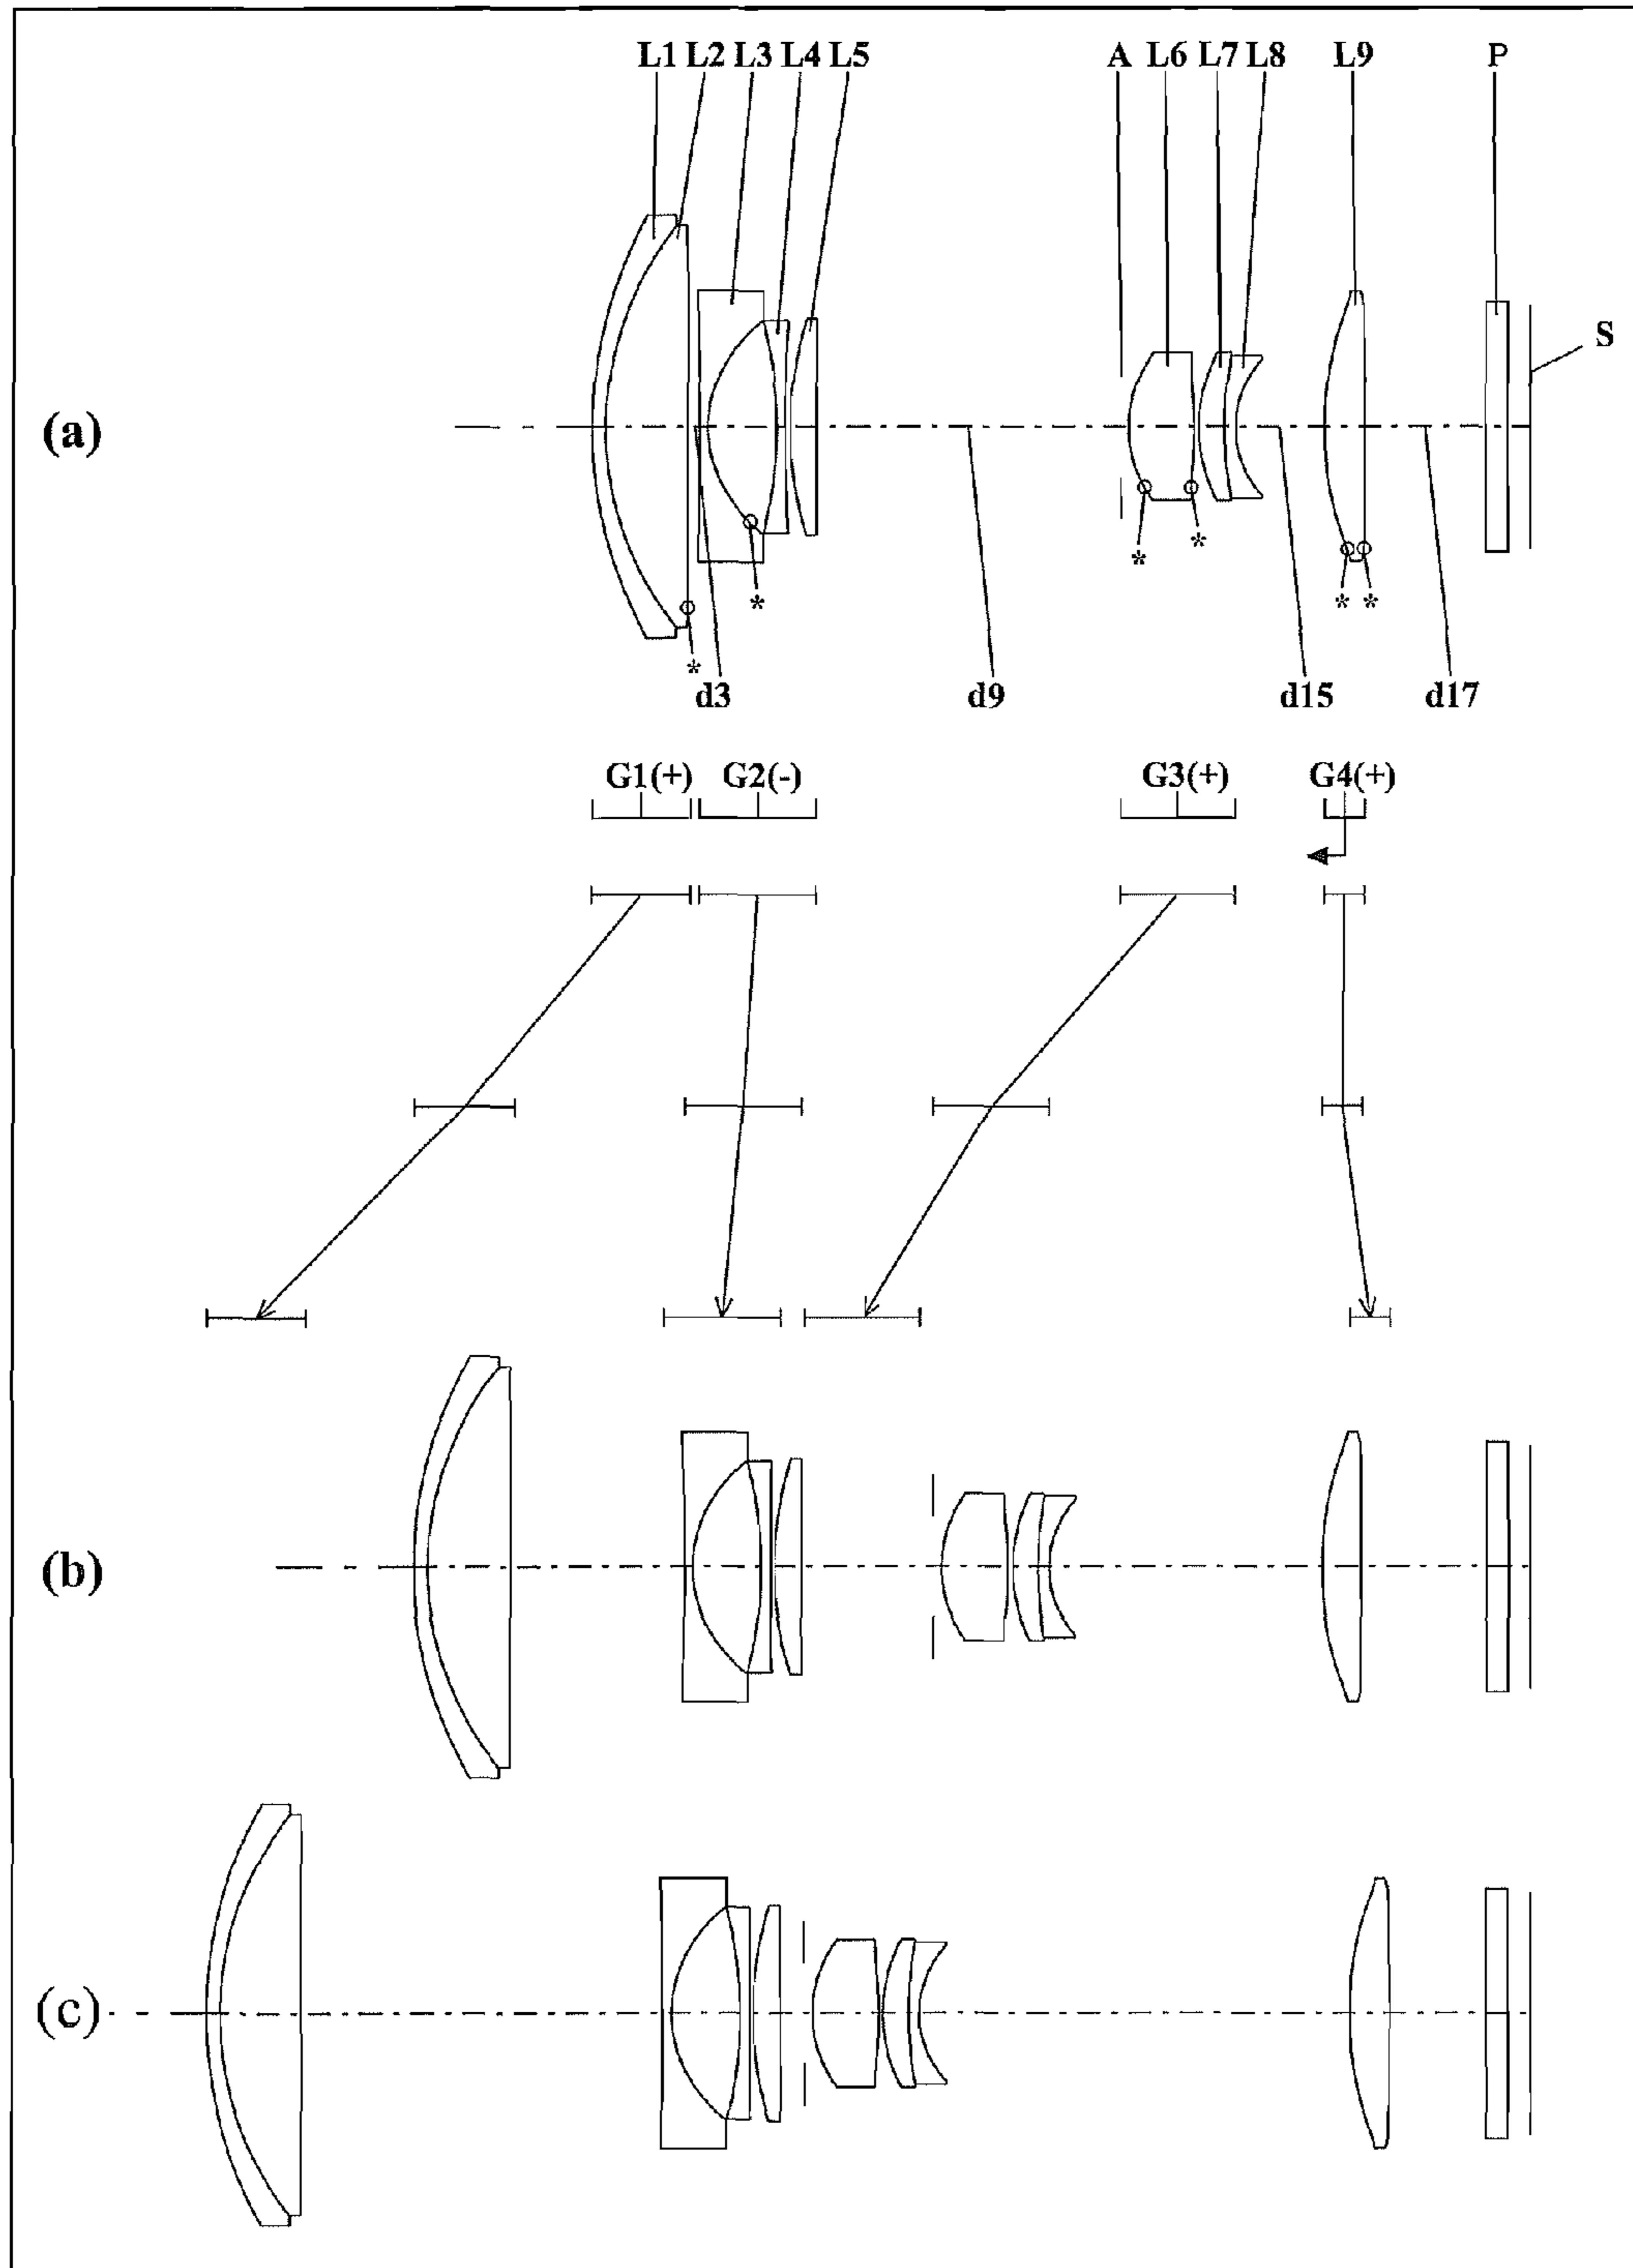 L1 L2 L3 L4 L5 A L6 L7 L8 L9 P
S
(a)
* * * * * *
d3 d9 d15 d17
G1(+) G2(-) G3(+) G4(+)
(b)
(c)